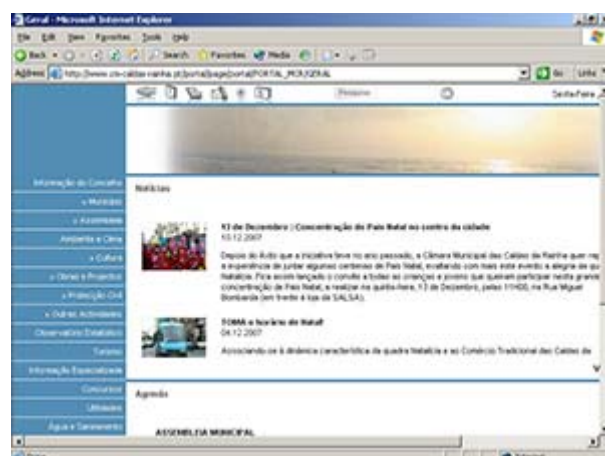 Geral - Microsoft Internet Explorer
File Edit View Favorites Tools Help
Back Search Favorites Media
Address http://www.cm-caldas-rainha.pt/portal/page/portal/PORTAL_MCR/GERAL Go Links
Pesquisa Sexta-Feira
Informação do Concelho
» Município
» Assembleia
Ambiente e Clima
» Cultura
» Obras e Projectos
» Protecção Civil
» Outras Actividades
Observatório Estatístico
Turismo
Informação Especializada
Concursos
Utilidades
Água e Saneamento
Notícias
13 de Dezembro | Concentração de Pais Natal no centro da cidade
10.12.2007
Depois do êxito que a iniciativa teve no ano passado, a Câmara Municipal das Caldas da Rainha quer
a experiência de juntar algumas centenas de Pais Natal, exaltando com mais este evento a alegria da
Natalícia. Fica assim lançado o convite a todas as crianças e jovens que queiram participar nesta grande
concentração de Pais Natal, a realizar na quinta-feira, 13 de Dezembro, pelas 11H00, na Rua Miguel
Bombarda (em frente à loja da SALSA).
TOMA e horário de Natal
04.12.2007
Associando-se à dinâmica característica da quadra Natalícia e ao Comércio Tradicional das Caldas da
Agenda
ASSEMBLEIA MUNICIPAL
Internet